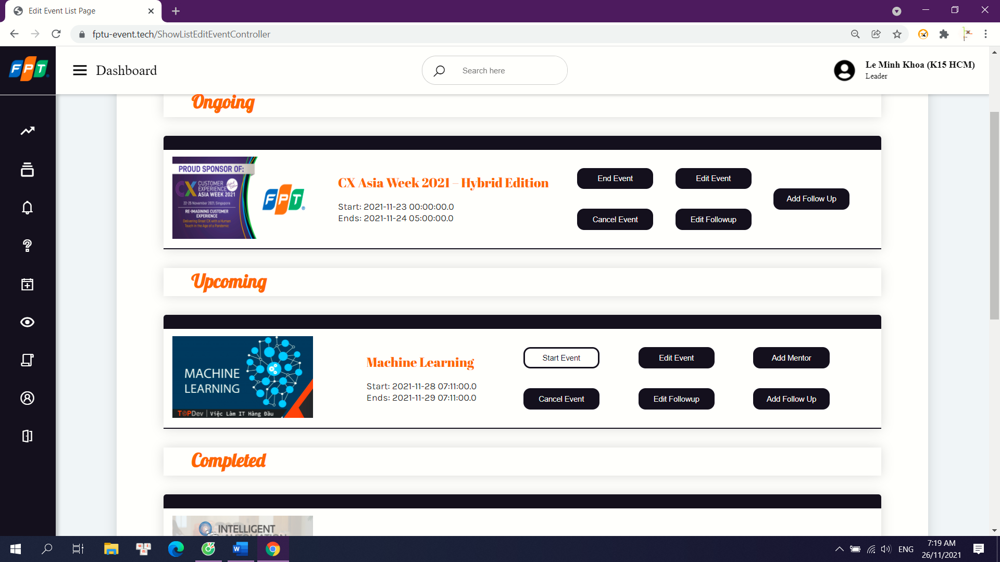 Edit Event List Page
fptu-event.tech/ShowListEditEventController
FPT
Dashboard
Search here
Le Minh Khoa (K15 HCM)
Leader
Ongoing
PROUD SPONSOR OF:
CX CUSTOMER EXPERIENCE ASIA WEEK 2021
22-25 November 2021, Singapore
RE-IMAGINING CUSTOMER
EXPERIENCE
Delivering Great CX with a Human
Touch in the Age of a Pandemic
FPT
CX Asia Week 2021 – Hybrid Edition
Start: 2021-11-23 00:00:00.0
Ends: 2021-11-24 05:00:00.0
End Event
Edit Event
Add Follow Up
Cancel Event
Edit Followup
Upcoming
MACHINE
LEARNING
TOPDev | Việc Làm IT Hàng Đầu
Machine Learning
Start: 2021-11-28 07:11:00.0
Ends: 2021-11-29 07:11:00.0
Start Event
Edit Event
Add Mentor
Cancel Event
Edit Followup
Add Follow Up
Completed
INTELLIGENT
AUTOMATION
ENG
7:19 AM
26/11/2021